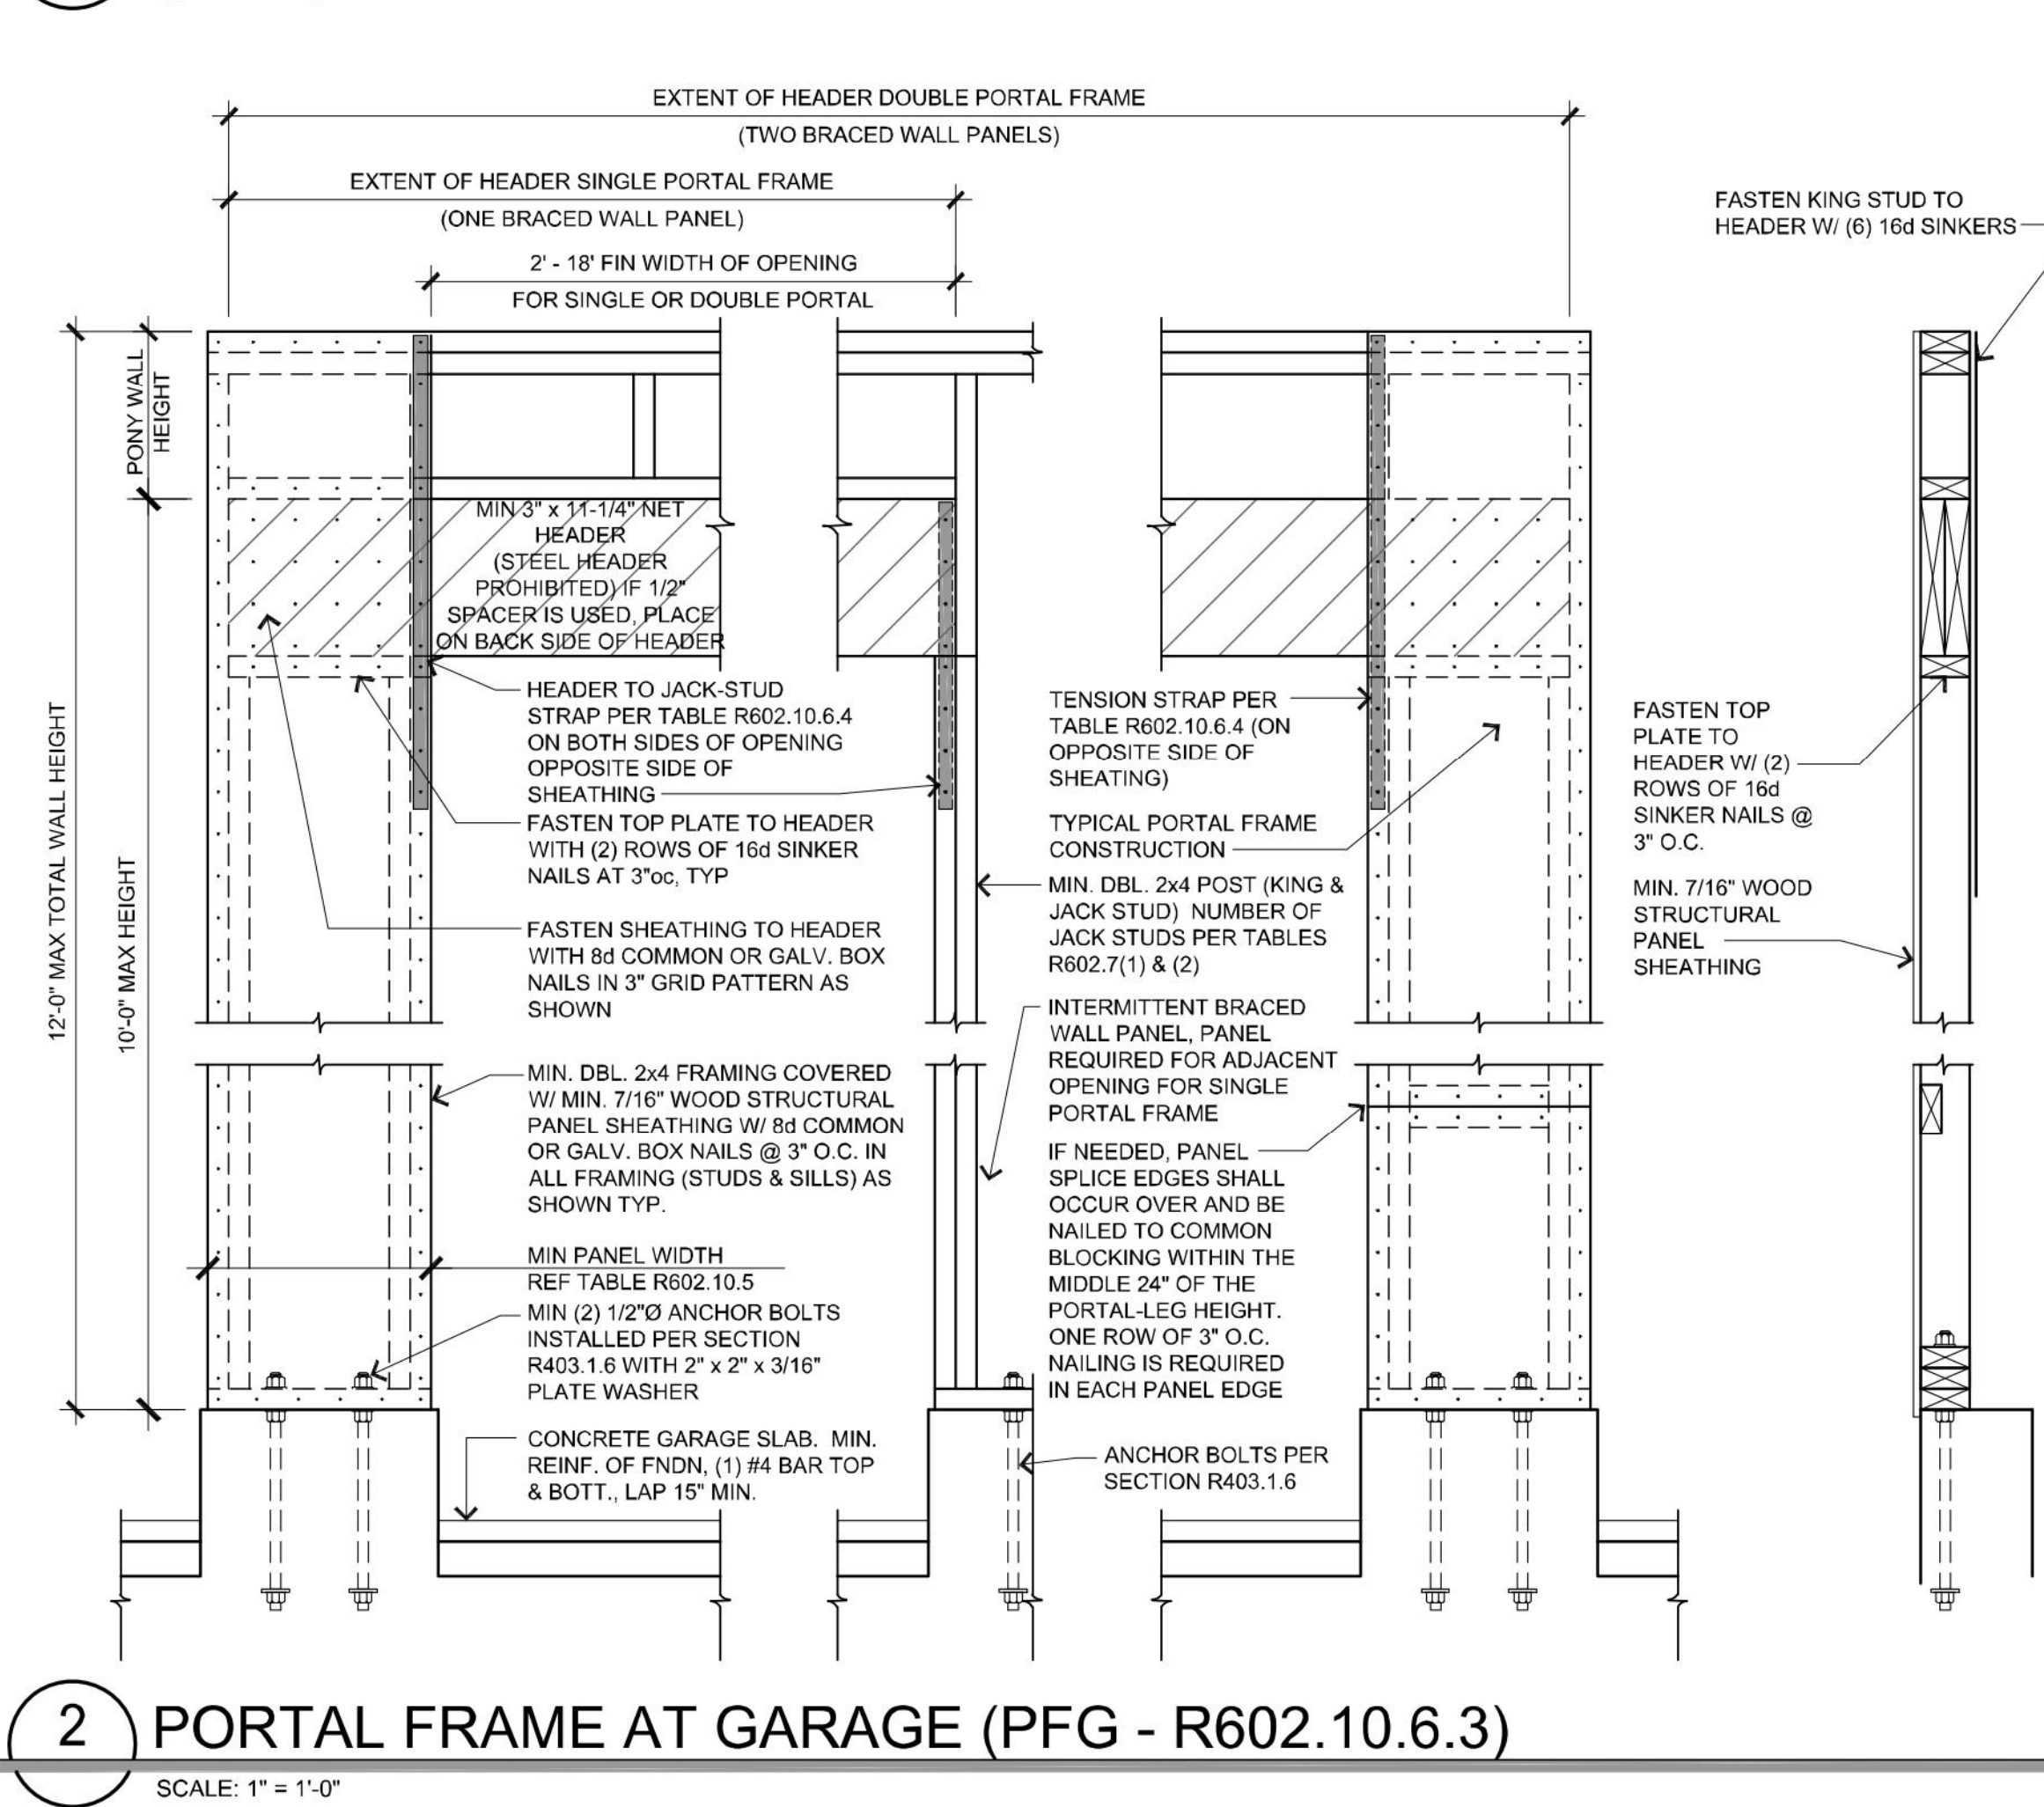 EXTENT OF HEADER DOUBLE PORTAL FRAME
(TWO BRACED WALL PANELS)
EXTENT OF HEADER SINGLE PORTAL FRAME
(ONE BRACED WALL PANEL)
2' - 18' FIN WIDTH OF OPENING
FOR SINGLE OR DOUBLE PORTAL
FASTEN KING STUD TO
HEADER W/ (6) 16d SINKERS
PONY WALL
HEIGHT
12'-0" MAX TOTAL WALL HEIGHT
10'-0" MAX HEIGHT
MIN 3" x 11-1/4" NET
HEADER
(STEEL HEADER
PROHIBITED) IF 1/2"
SPACER IS USED, PLACE
ON BACK SIDE OF HEADER
HEADER TO JACK-STUD
STRAP PER TABLE R602.10.6.4
ON BOTH SIDES OF OPENING
OPPOSITE SIDE OF
SHEATHING
FASTEN TOP PLATE TO HEADER
WITH (2) ROWS OF 16d SINKER
NAILS AT 3"oc, TYP
FASTEN SHEATHING TO HEADER
WITH 8d COMMON OR GALV. BOX
NAILS IN 3" GRID PATTERN AS
SHOWN
MIN. DBL. 2x4 FRAMING COVERED
W/ MIN. 7/16" WOOD STRUCTURAL
PANEL SHEATHING W/ 8d COMMON
OR GALV. BOX NAILS @ 3" O.C. IN
ALL FRAMING (STUDS & SILLS) AS
SHOWN TYP.
MIN PANEL WIDTH
REF TABLE R602.10.5
MIN (2) 1/2"Ø ANCHOR BOLTS
INSTALLED PER SECTION
R403.1.6 WITH 2" x 2" x 3/16"
PLATE WASHER
CONCRETE GARAGE SLAB. MIN.
REINF. OF FNDN, (1) #4 BAR TOP
& BOTT., LAP 15" MIN.
TENSION STRAP PER
TABLE R602.10.6.4 (ON
OPPOSITE SIDE OF
SHEATING)
TYPICAL PORTAL FRAME
CONSTRUCTION
MIN. DBL. 2x4 POST (KING &
JACK STUD) NUMBER OF
JACK STUDS PER TABLES
R602.7(1) & (2)
INTERMITTENT BRACED
WALL PANEL, PANEL
REQUIRED FOR ADJACENT
OPENING FOR SINGLE
PORTAL FRAME
IF NEEDED, PANEL
SPLICE EDGES SHALL
OCCUR OVER AND BE
NAILED TO COMMON
BLOCKING WITHIN THE
MIDDLE 24" OF THE
PORTAL-LEG HEIGHT.
ONE ROW OF 3" O.C.
NAILING IS REQUIRED
IN EACH PANEL EDGE
ANCHOR BOLTS PER
SECTION R403.1.6
FASTEN TOP
PLATE TO
HEADER W/ (2)
ROWS OF 16d
SINKER NAILS @
3" O.C.
MIN. 7/16" WOOD
STRUCTURAL
PANEL
SHEATHING
2 PORTAL FRAME AT GARAGE (PFG - R602.10.6.3)
SCALE: 1" = 1'-0"